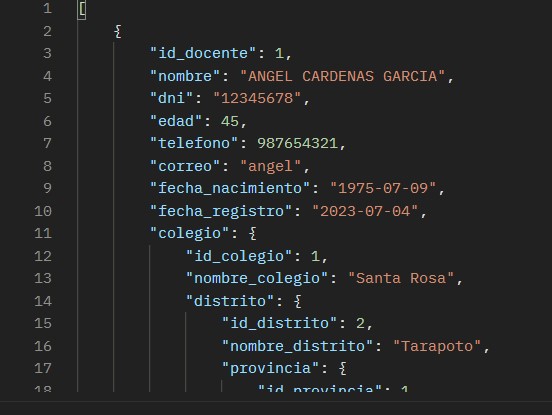 1 [
2 {
3 "id_docente": 1,
4 "nombre": "ANGEL CARDENAS GARCIA",
5 "dni": "12345678",
6 "edad": 45,
7 "telefono": 987654321,
8 "correo": "angel",
9 "fecha_nacimiento": "1975-07-09",
10 "fecha_registro": "2023-07-04",
11 "colegio": {
12 "id_colegio": 1,
13 "nombre_colegio": "Santa Rosa",
14 "distrito": {
15 "id_distrito": 2,
16 "nombre_distrito": "Tarapoto",
17 "provincia": {
18 "id_provincia": 1